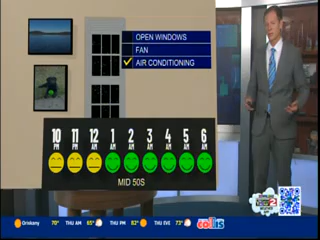 OPEN WINDOWS
FAN
AIR CONDITIONING
10 11 12 1 2 3 4 5 6
PM PM AM AM AM AM AM AM AM
MID 50S
Oriskany 70° THU AM 65° THU PM 82° THU EVE 73°